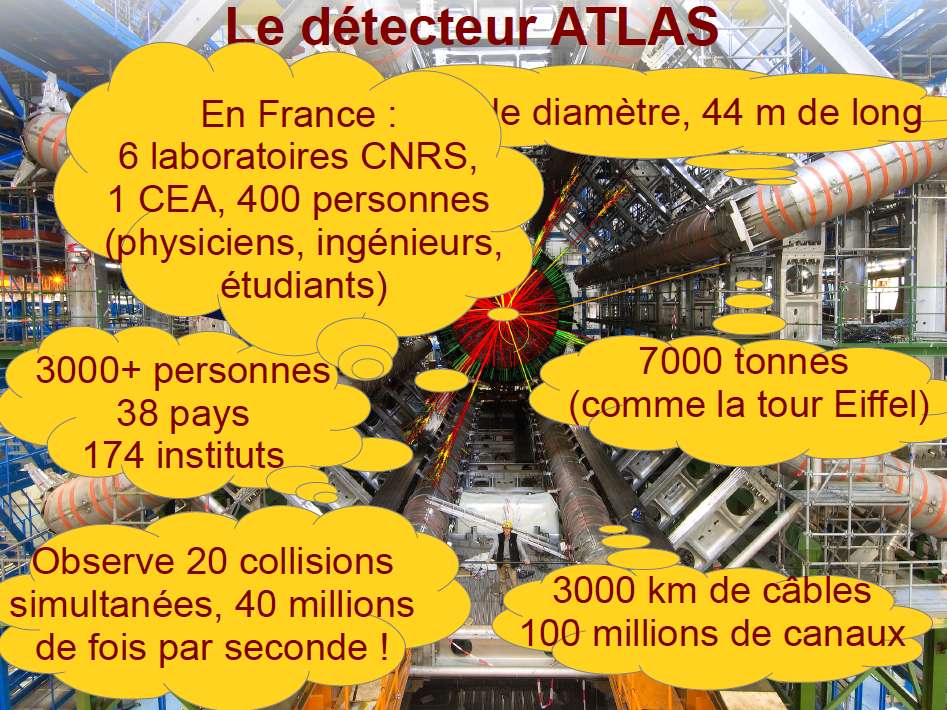 Le détecteur ATLAS
En France :
6 laboratoires CNRS,
1 CEA, 400 personnes
(physiciens, ingénieurs,
étudiants)
diamètre, 44 m de long
3000+ personnes
38 pays
174 instituts
7000 tonnes
(comme la tour Eiffel)
Observe 20 collisions
simultanées, 40 millions
de fois par seconde !
3000 km de câbles
100 millions de canaux